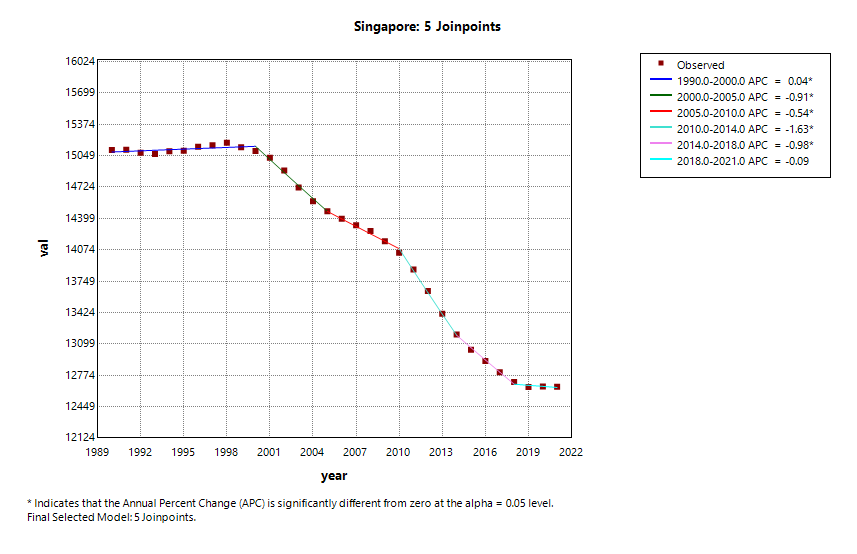 Singapore: 5 Joinpoints
16024
15699
15374
15049
14724
14399
14074
13749
13424
13099
12774
12449
12124
val
1989 1992 1995 1998 2001 2004 2007 2010 2013 2016 2019 2022
year
Observed
1990.0-2000.0 APC = 0.04*
2000.0-2005.0 APC = -0.91*
2005.0-2010.0 APC = -0.54*
2010.0-2014.0 APC = -1.63*
2014.0-2018.0 APC = -0.98*
2018.0-2021.0 APC = -0.09
* Indicates that the Annual Percent Change (APC) is significantly different from zero at the alpha = 0.05 level.
Final Selected Model: 5 Joinpoints.